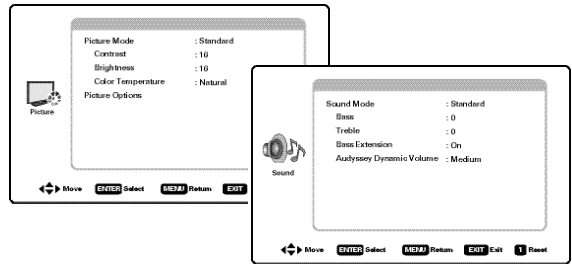 Picture Mode : Standard
Contrast : 16
Brightness : 16
Color Temperature : Natural
Picture Options
Picture
Move ENTER Select MENU Return EXIT
Sound Mode : Standard
Bass : 0
Treble : 0
Bass Extension : On
Audyssey Dynamic Volume : Medium
Sound
Move ENTER Select MENU Return EXIT Exit 1 Reset